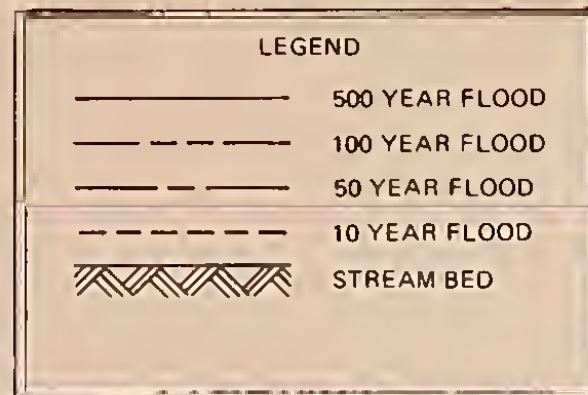 LEGEND
500 YEAR FLOOD
100 YEAR FLOOD
50 YEAR FLOOD
10 YEAR FLOOD
STREAM BED